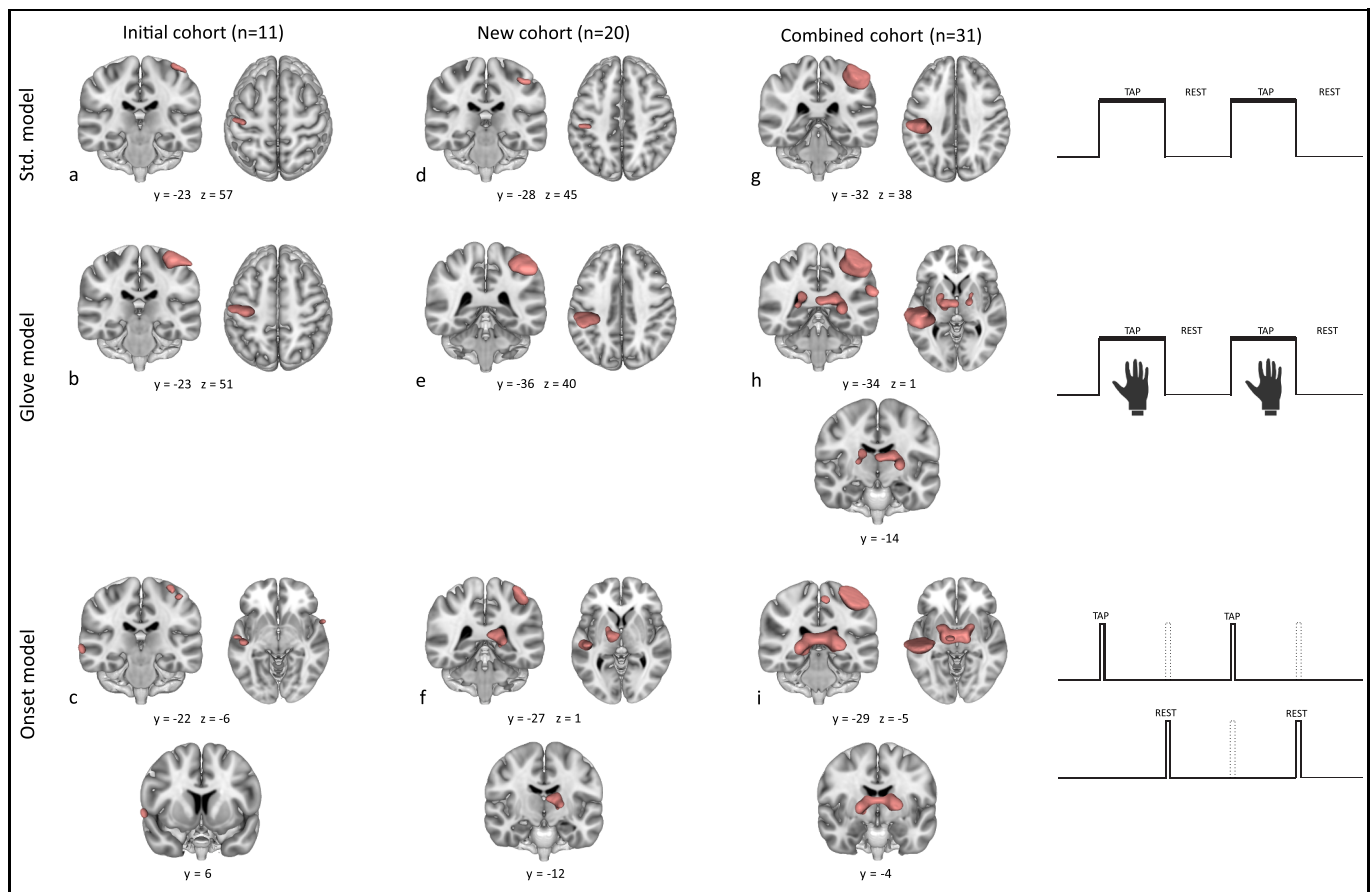 Initial cohort (n=11)
New cohort (n=20)
Combined cohort (n=31)
Std. model
a
y = -23 z = 57
d
y = -28 z = 45
g
y = -32 z = 38
TAP REST TAP REST
Glove model
b
y = -23 z = 51
e
y = -36 z = 40
h
y = -34 z = 1
y = -14
TAP REST TAP REST
Onset model
c
y = -22 z = -6
y = 6
f
y = -27 z = 1
y = -12
i
y = -29 z = -5
y = -4
TAP TAP
REST REST